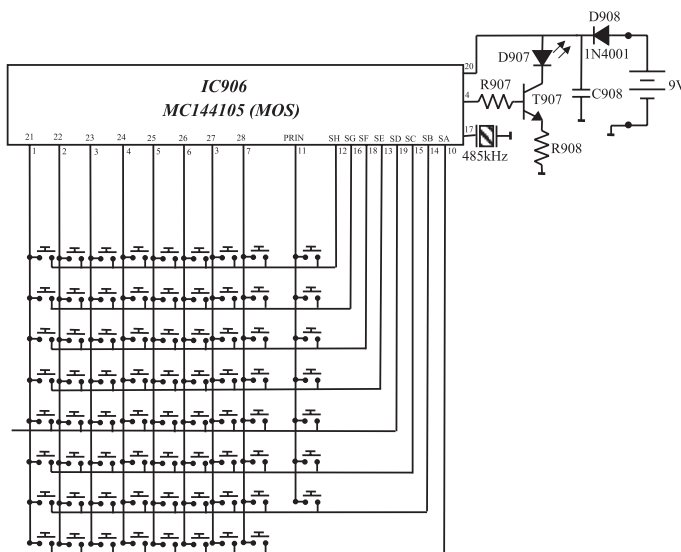 D908
D907
1N4001
20
IC906
R907
9V
MC144105 (MOS)
4
T907
C908
17
R908
485kHz
21 22 23 24 25 26 27 28 PRIN SH SG SF SE SD SC SB SA
1 2 3 4 5 6 3 7 11 12 16 18 13 19 15 14 10